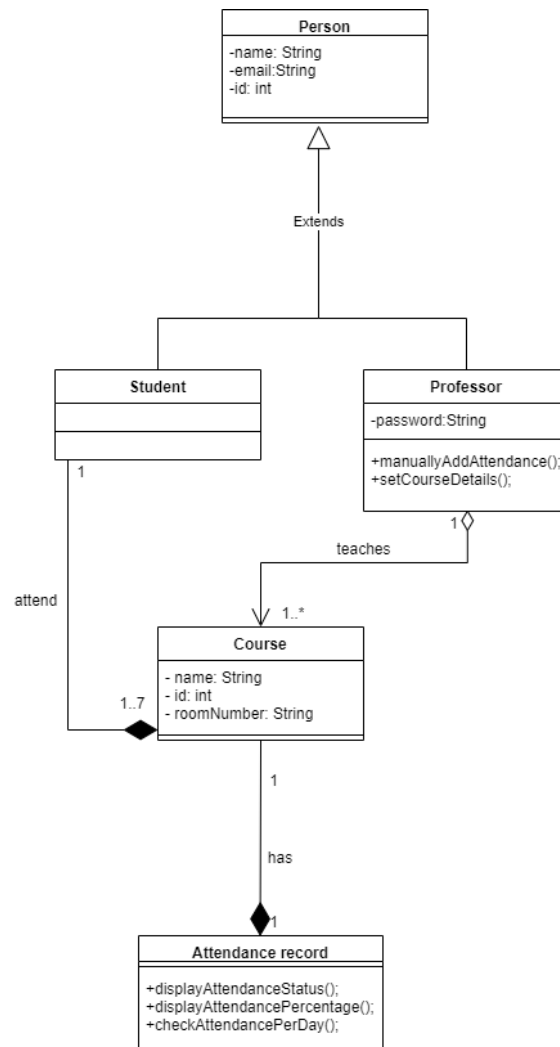 Person
-name: String
-email:String
-id: int
Extends
Student
Professor
-password:String
+manuallyAddAttendance();
+setCourseDetails();
1
1
teaches
attend
1..*
Course
- name: String
- id: int
- roomNumber: String
1..7
1
has
1
Attendance record
+displayAttendanceStatus();
+displayAttendancePercentage();
+checkAttendancePerDay();